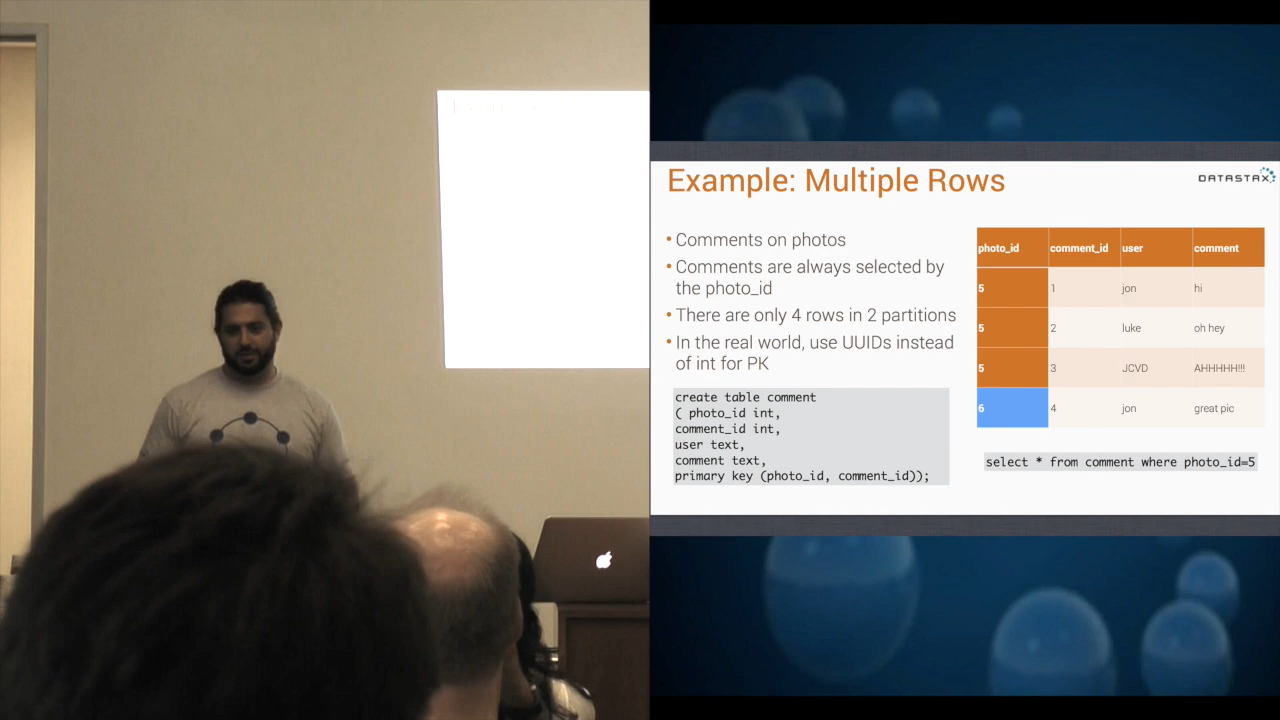 Example: Multiple Rows
DATASTAX
• Comments on photos
• Comments are always selected by
the photo_id
• There are only 4 rows in 2 partitions
• In the real world, use UUIDs instead
of int for PK
create table comment
( photo_id int,
comment_id int,
user text,
comment text,
primary key (photo_id, comment_id));
photo_id comment_id user comment
5 1 jon hi
5 2 luke oh hey
5 3 JCVD AHHHHH!!!
6 4 jon great pic
select * from comment where photo_id=5